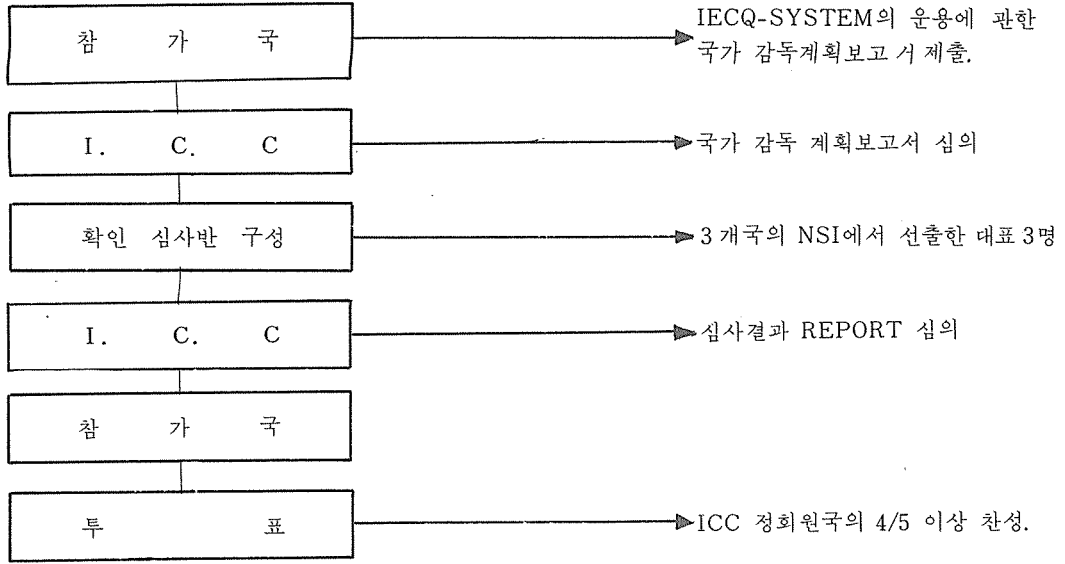 참 가 국
IECQ-SYSTEM의 운용에 관한
국가 감독계획보고 서 제출.
I. C. C
국가 감독 계획보고서 심의
확인 심사반 구성
3개국의 NSI에서 선출한 대표 3명
I. C. C
심사결과 REPORT 심의
참 가 국
투 표
ICC 정회원국의 4/5 이상 찬성.